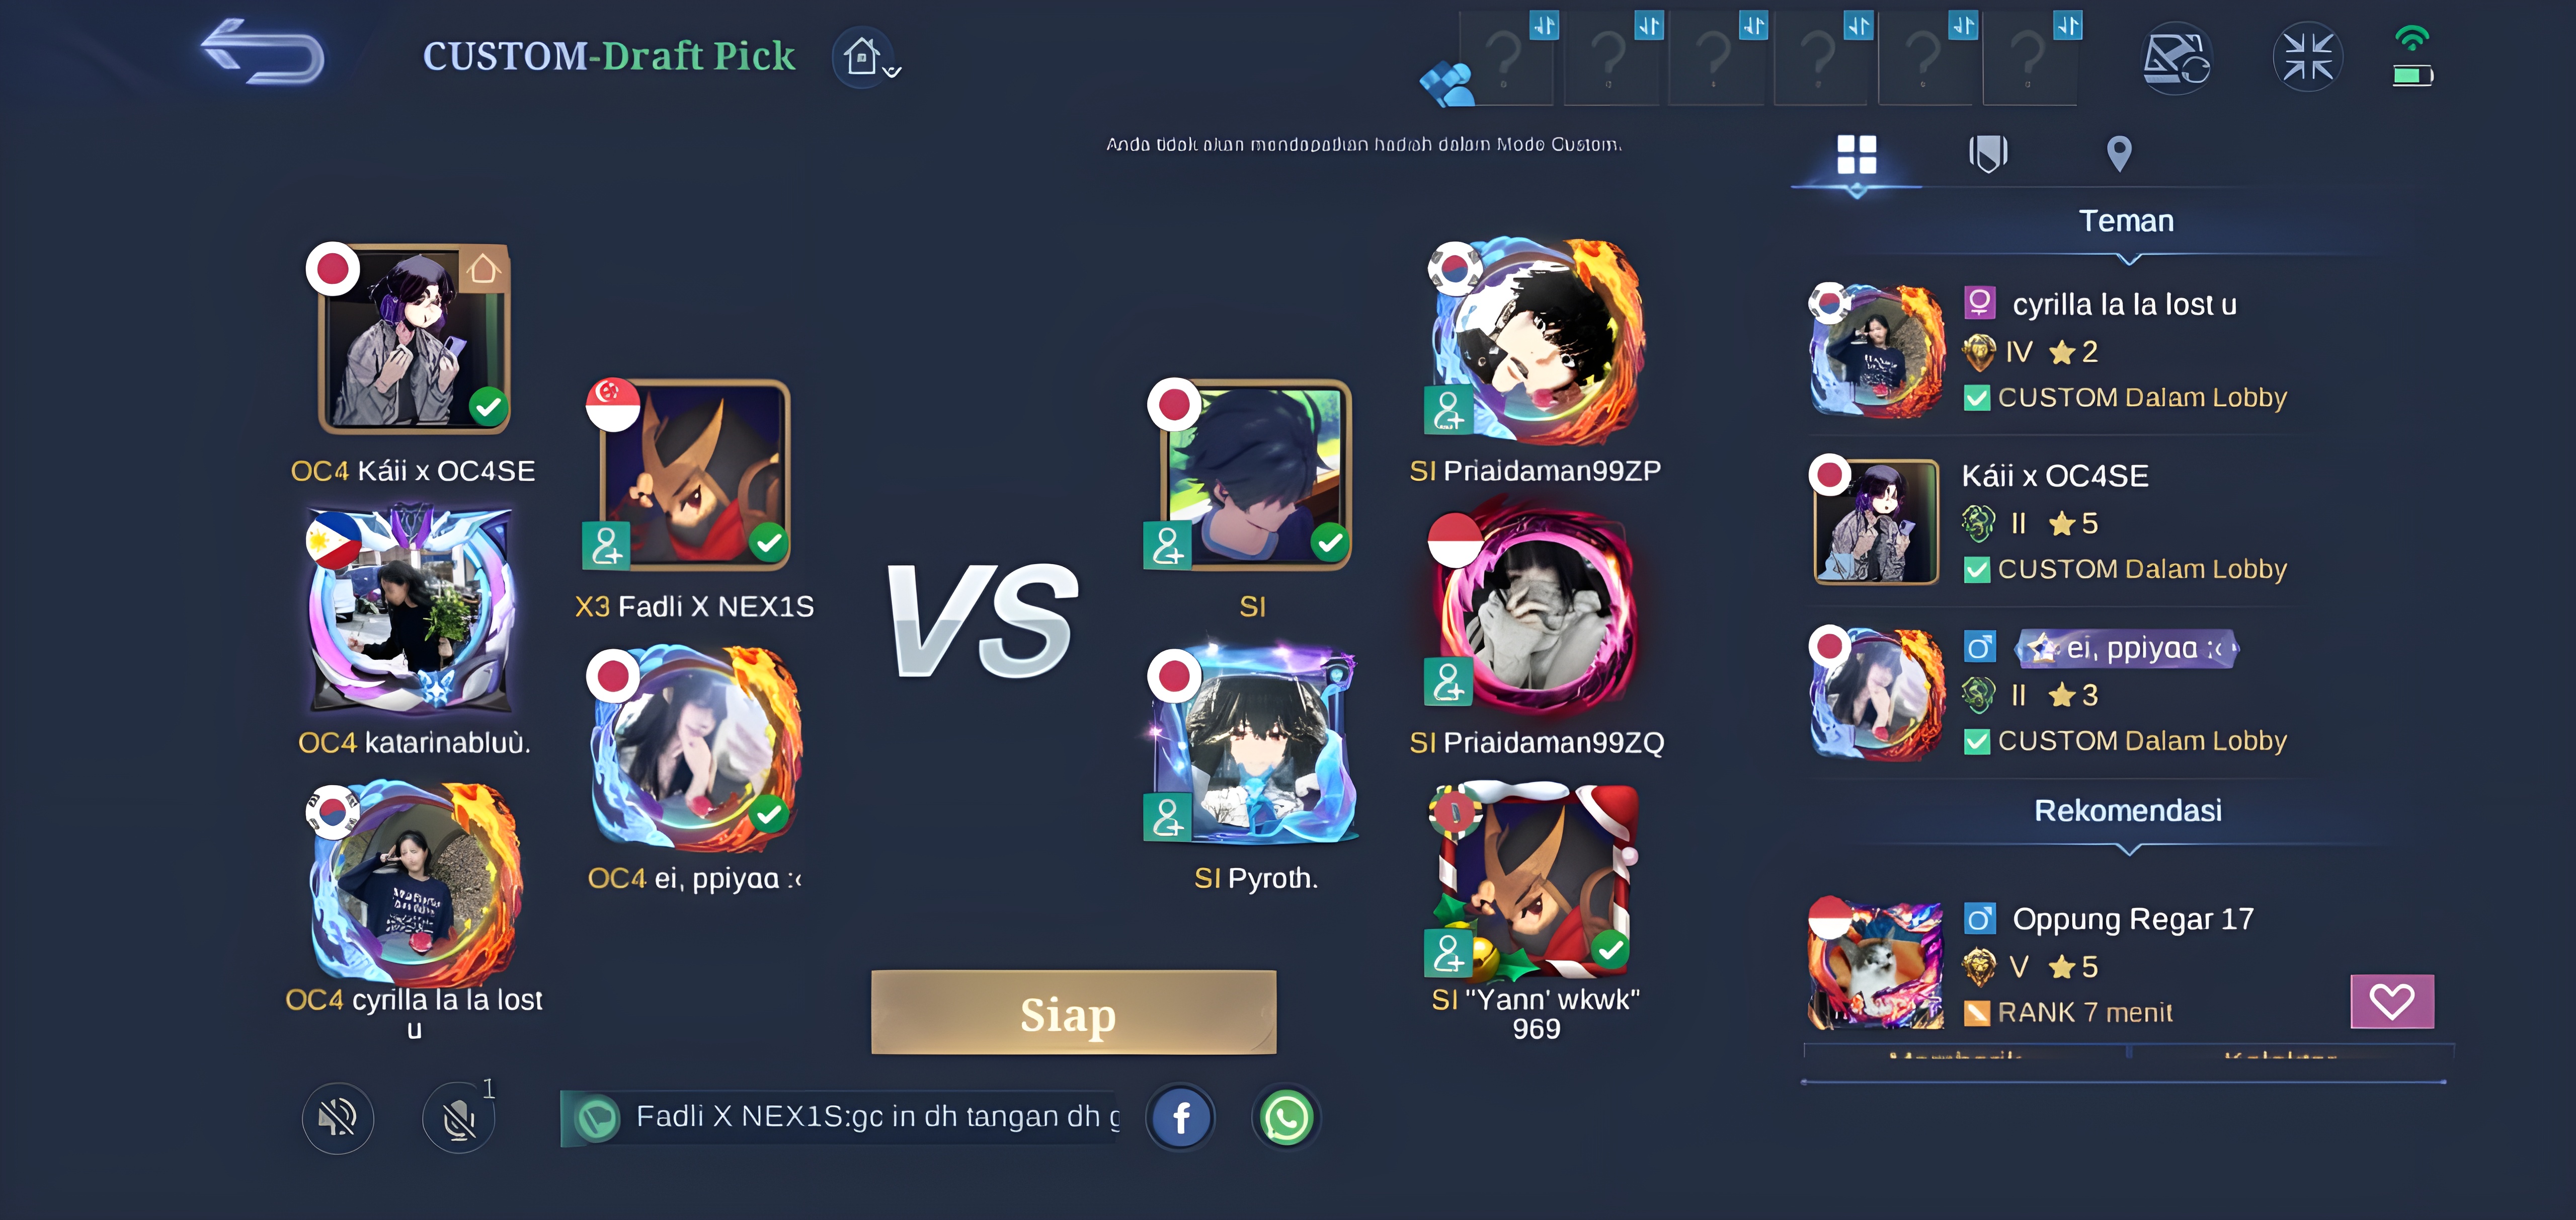 CUSTOM-Draft Pick
Anda tidak akan mendapatkan hadiah dalam Mode Custom.
Teman
cyrilla la la lost u
IV 2
CUSTOM Dalam Lobby
Káii x OC4SE
II 5
CUSTOM Dalam Lobby
ei, ppiyaa :‹
II 3
CUSTOM Dalam Lobby
Rekomendasi
Oppung Regar 17
V 5
RANK 7 menit
OC4 Káii x OC4SE
X3 Fadli X NEX1S
OC4 katarinabluù.
OC4 ei, ppiyaa :‹
OC4 cyrilla la la lost
u
VS
SI Priaidaman99ZP
SI
SI Priaidaman99ZQ
SI Pyroth.
SI "Yann' wkwk"
969
Siap
1
Fadli X NEX1S:gc in dh tangan dh g